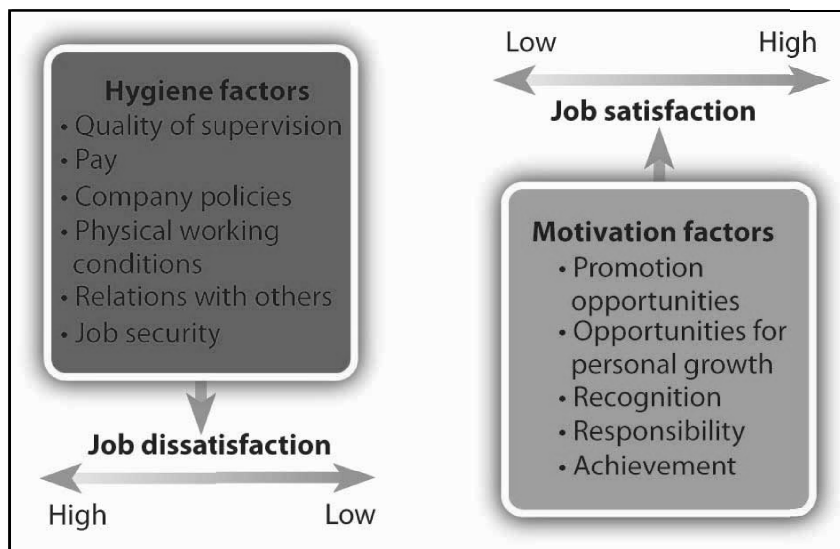 Hygiene factors
• Quality of supervision
• Pay
• Company policies
• Physical working
conditions
• Relations with others
• Job security
Job dissatisfaction
High Low
Low High
Job satisfaction
Motivation factors
• Promotion
opportunities
• Opportunities for
personal growth
• Recognition
• Responsibility
• Achievement